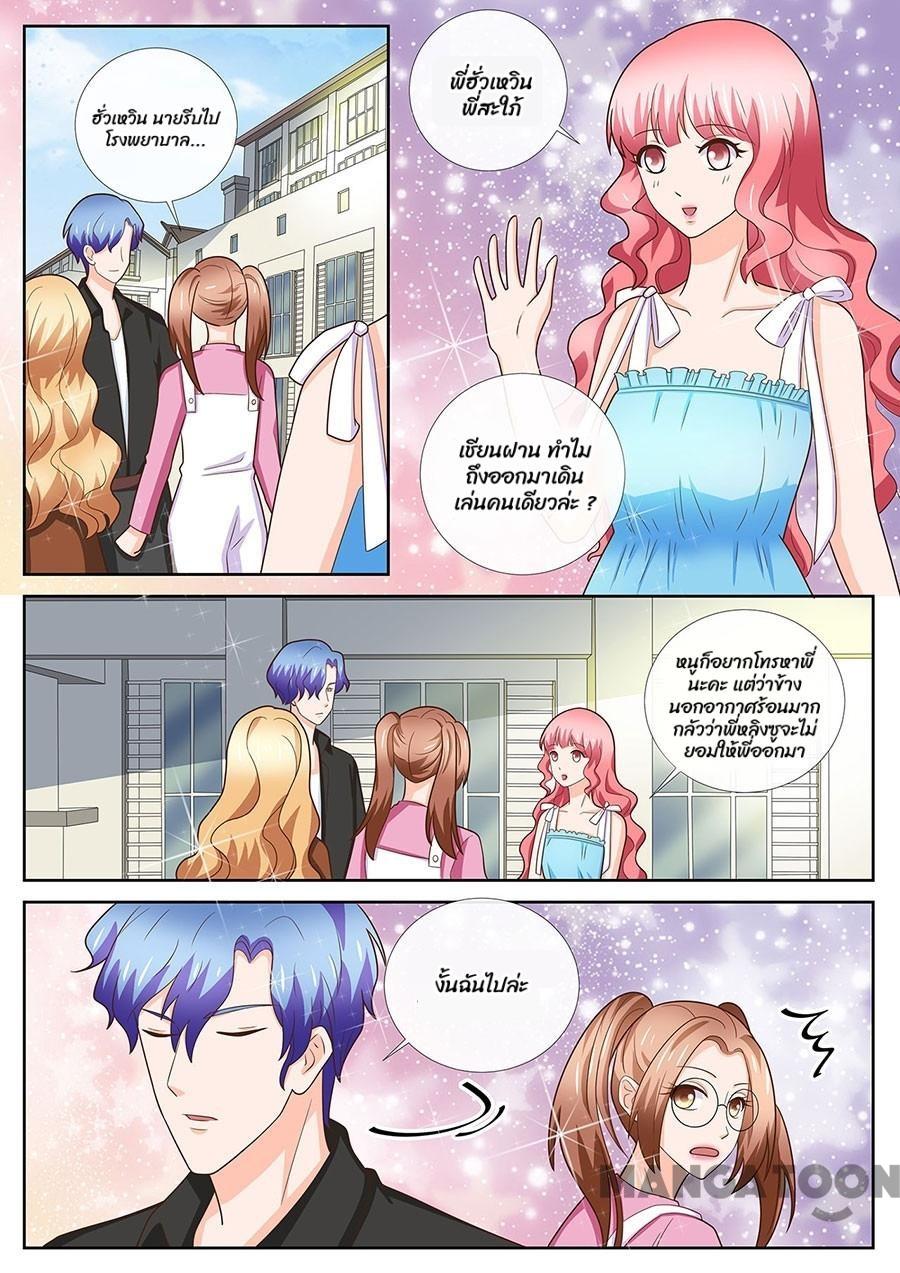 ฮั่วเหวิน นายรีบไป
โรงพยาบาล...
พี่ฮั่วเหวิน
พี่สะใภ้
เชียนฝาน ทำไม
ถึงออกมาเดิน
เล่นคนเดียวล่ะ ?
หนูก็อยากโทรหาพี่
นะคะ แต่ว่าข้าง
นอกอากาศร้อนมาก
กลัวว่าพี่หลิงซูจะไม่
ยอมให้พี่ออกมา
งั้นฉันไปล่ะ
MANGATOON